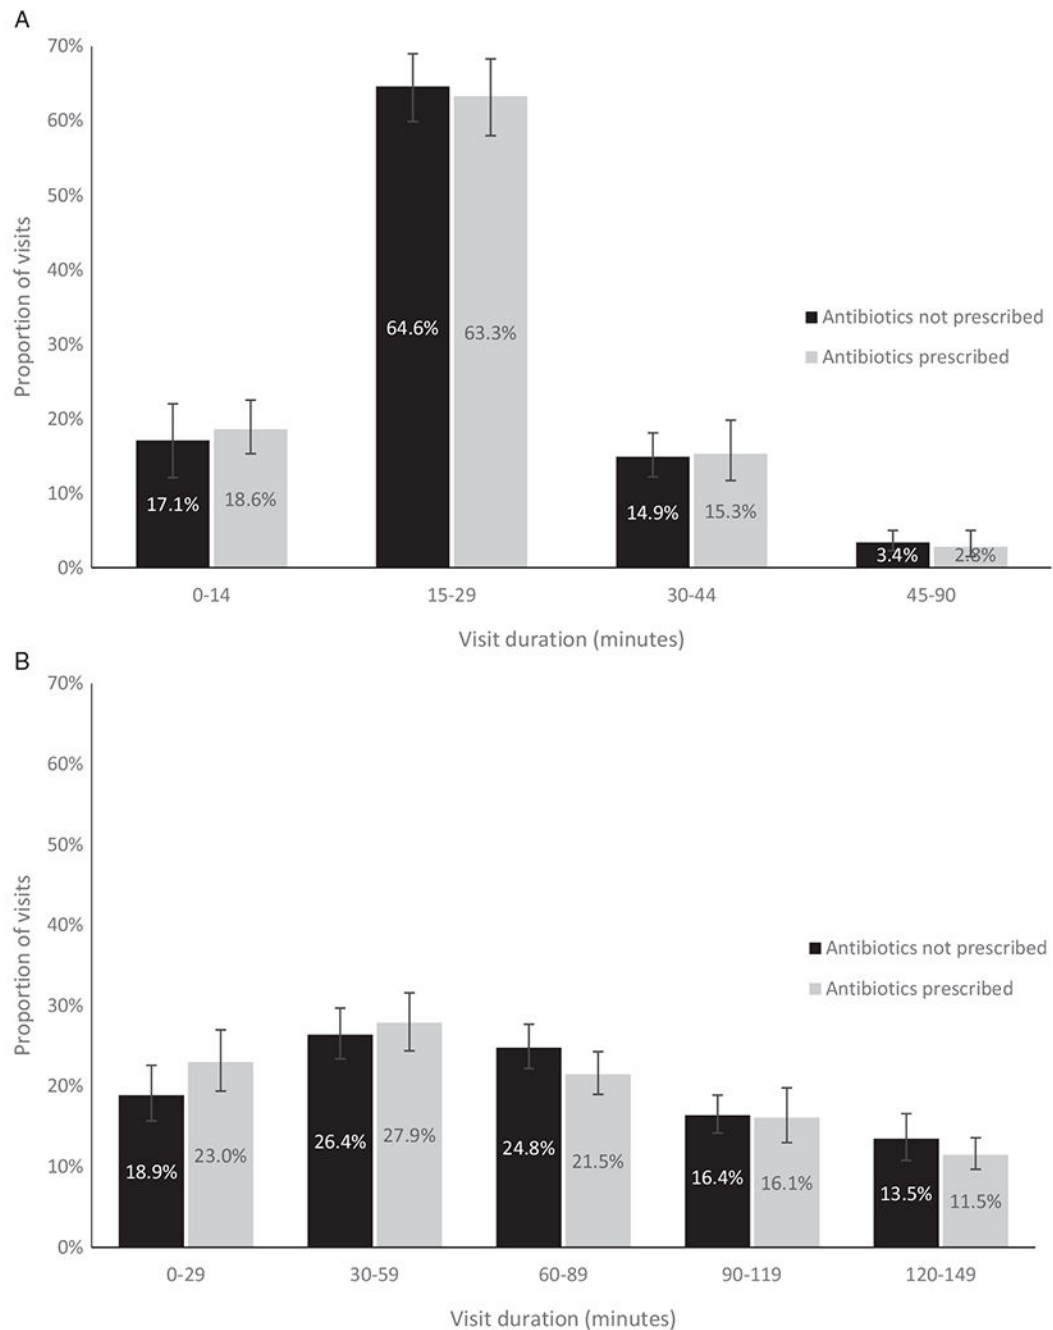 A
70%
60%
50%
40%
30%
20%
10%
0%
Proportion of visits
64.6%
63.3%
17.1%
18.6%
14.9%
15.3%
3.4%
2.8%
Antibiotics not prescribed
Antibiotics prescribed
0-14 15-29 30-44 45-90
Visit duration (minutes)
B
70%
60%
50%
40%
30%
20%
10%
0%
Proportion of visits
18.9%
23.0%
26.4%
27.9%
24.8%
21.5%
16.4%
16.1%
13.5%
11.5%
Antibiotics not prescribed
Antibiotics prescribed
0-29 30-59 60-89 90-119 120-149
Visit duration (minutes)